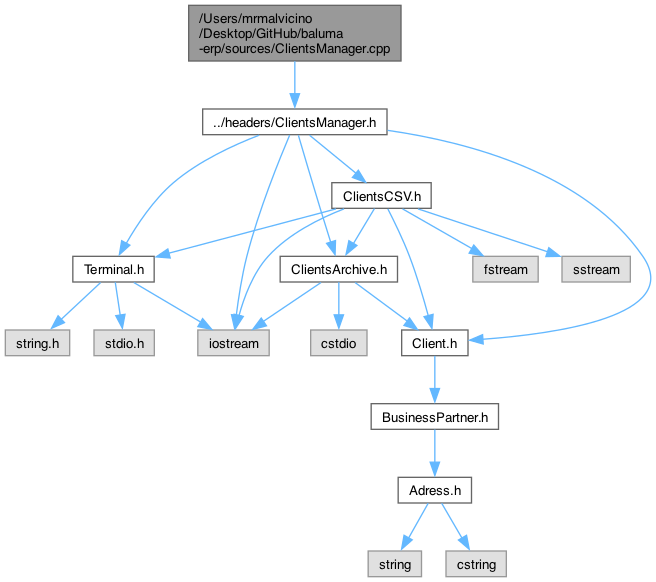 /Users/mrmalvicino
/Desktop/GitHub/baluma
-erp/sources/ClientsManager.cpp
../headers/ClientsManager.h
ClientsCSV.h
Terminal.h
ClientsArchive.h
fstream
sstream
string.h
stdio.h
iostream
cstdio
Client.h
BusinessPartner.h
Adress.h
string
cstring